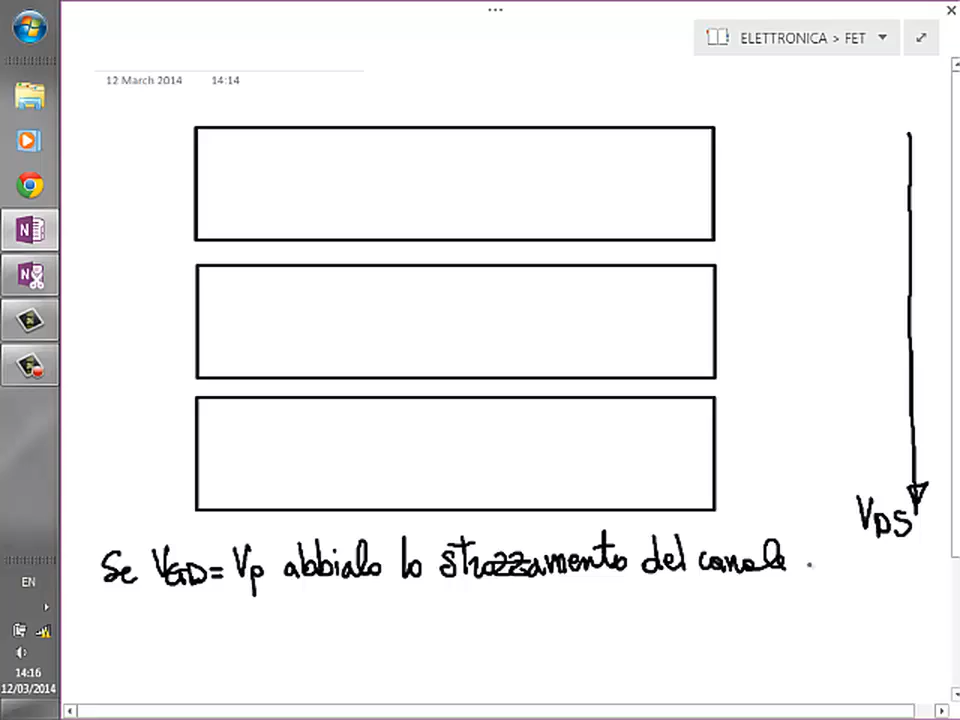 ELETTRONICA > FET
12 March 2014 14:14
VDS
Se VGD = Vp abbialo lo strozzamento del canale
EN
14:16
12/03/2014